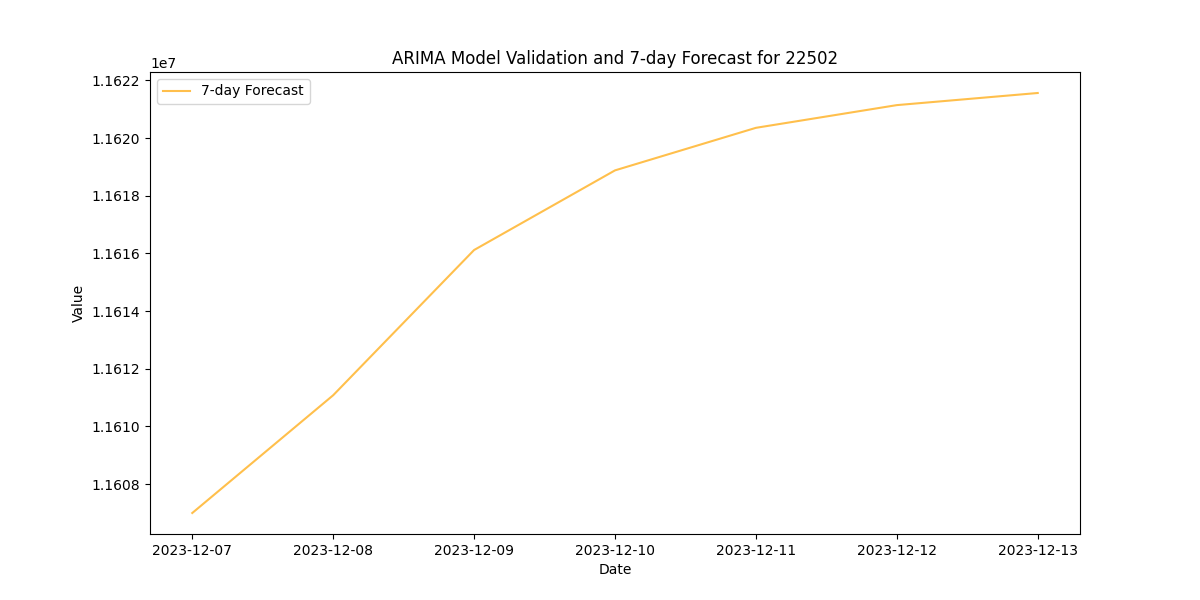 ARIMA Model Validation and 7-day Forecast for 22502
1e7
7-day Forecast
1.1622
1.1620
1.1618
1.1616
1.1614
1.1612
1.1610
1.1608
Value
2023-12-07 2023-12-08 2023-12-09 2023-12-10 2023-12-11 2023-12-12 2023-12-13
Date